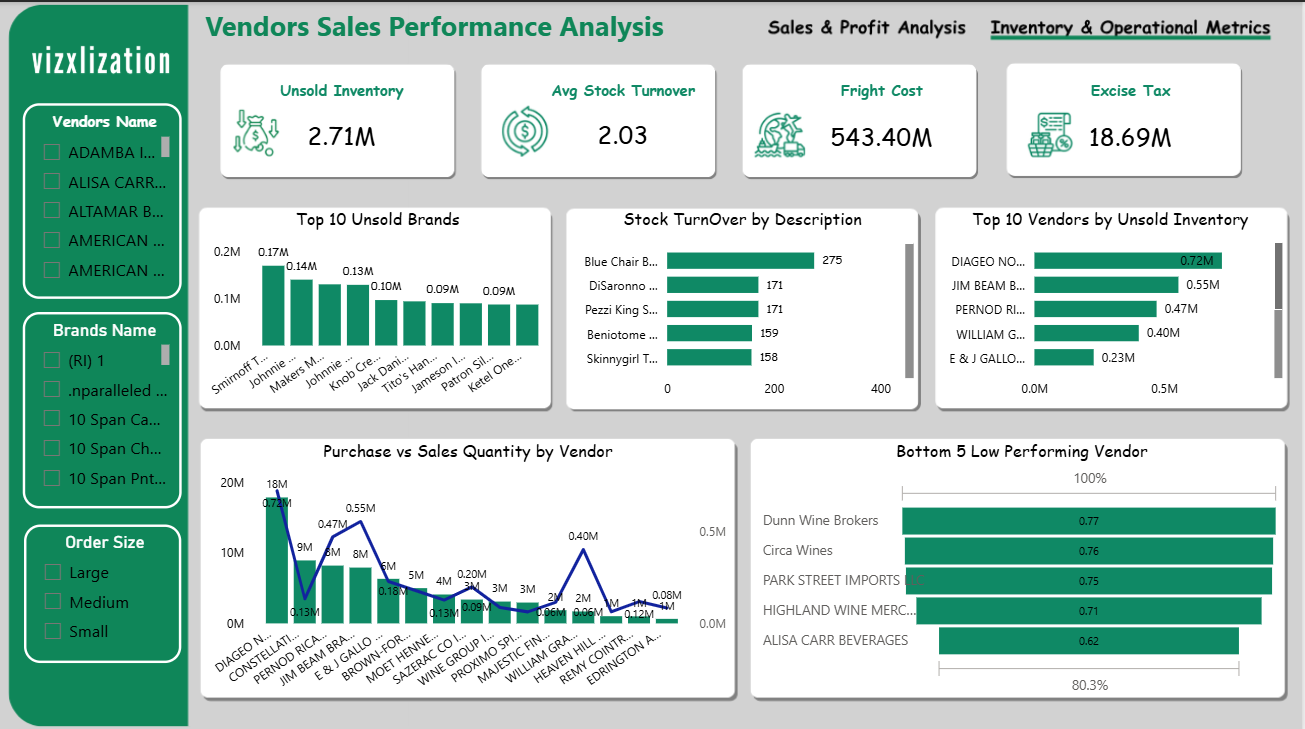 Vendors Sales Performance Analysis
Sales & Profit Analysis
Inventory & Operational Metrics
vizxlization
Vendors Name
ADAMBA I...
ALISA CARR...
ALTAMAR B...
AMERICAN ...
AMERICAN ...
Brands Name
(RI) 1
.nparalleled ...
10 Span Ca...
10 Span Ch...
10 Span Pnt...
Order Size
Large
Medium
Small
Unsold Inventory
2.71M
Avg Stock Turnover
2.03
Fright Cost
543.40M
Excise Tax
18.69M
Top 10 Unsold Brands
0.2M
0.1M
0.0M
0.17M
0.14M
0.13M
0.10M
0.09M
0.09M
Smirnoff T...
Johnnie ...
Makers M...
Johnnie ...
Knob Cre...
Jack Dani...
Tito's Han...
Jameson I...
Patron Sil...
Ketel One...
Stock TurnOver by Description
Blue Chair B... 275
DiSaronno ... 171
Pezzi King S... 171
Beniotome ... 159
Skinnygirl T... 158
0 200 400
Top 10 Vendors by Unsold Inventory
DIAGEO NO... 0.72M
JIM BEAM B... 0.55M
PERNOD RI... 0.47M
WILLIAM G... 0.40M
E & J GALLO... 0.23M
0.0M 0.5M
Purchase vs Sales Quantity by Vendor
20M
10M
0M
0.5M
0.0M
18M
0.72M
9M
0.13M
0.47M
8M
0.55M
8M
6M
0.18M
5M
4M
0.13M
0.20M
3M
0.09M
3M
3M
2M
0.06M
0.40M
2M
0.06M
1M
1M
0.12M
0.08M
1M
DIAGEO N...
CONSTELLATI...
PERNOD RICA...
JIM BEAM BRA...
E & J GALLO ...
BROWN-FOR...
MOET HENNE...
SAZERAC CO I...
WINE GROUP I...
PROXIMO SPI...
MAJESTIC FIN...
WILLIAM GRA...
HEAVEN HILL ...
REMY COINTR...
EDRINGTON A...
Bottom 5 Low Performing Vendor
100%
Dunn Wine Brokers 0.77
Circa Wines 0.76
PARK STREET IMPORTS 0.75
HIGHLAND WINE MERC... 0.71
ALISA CARR BEVERAGES 0.62
80.3%